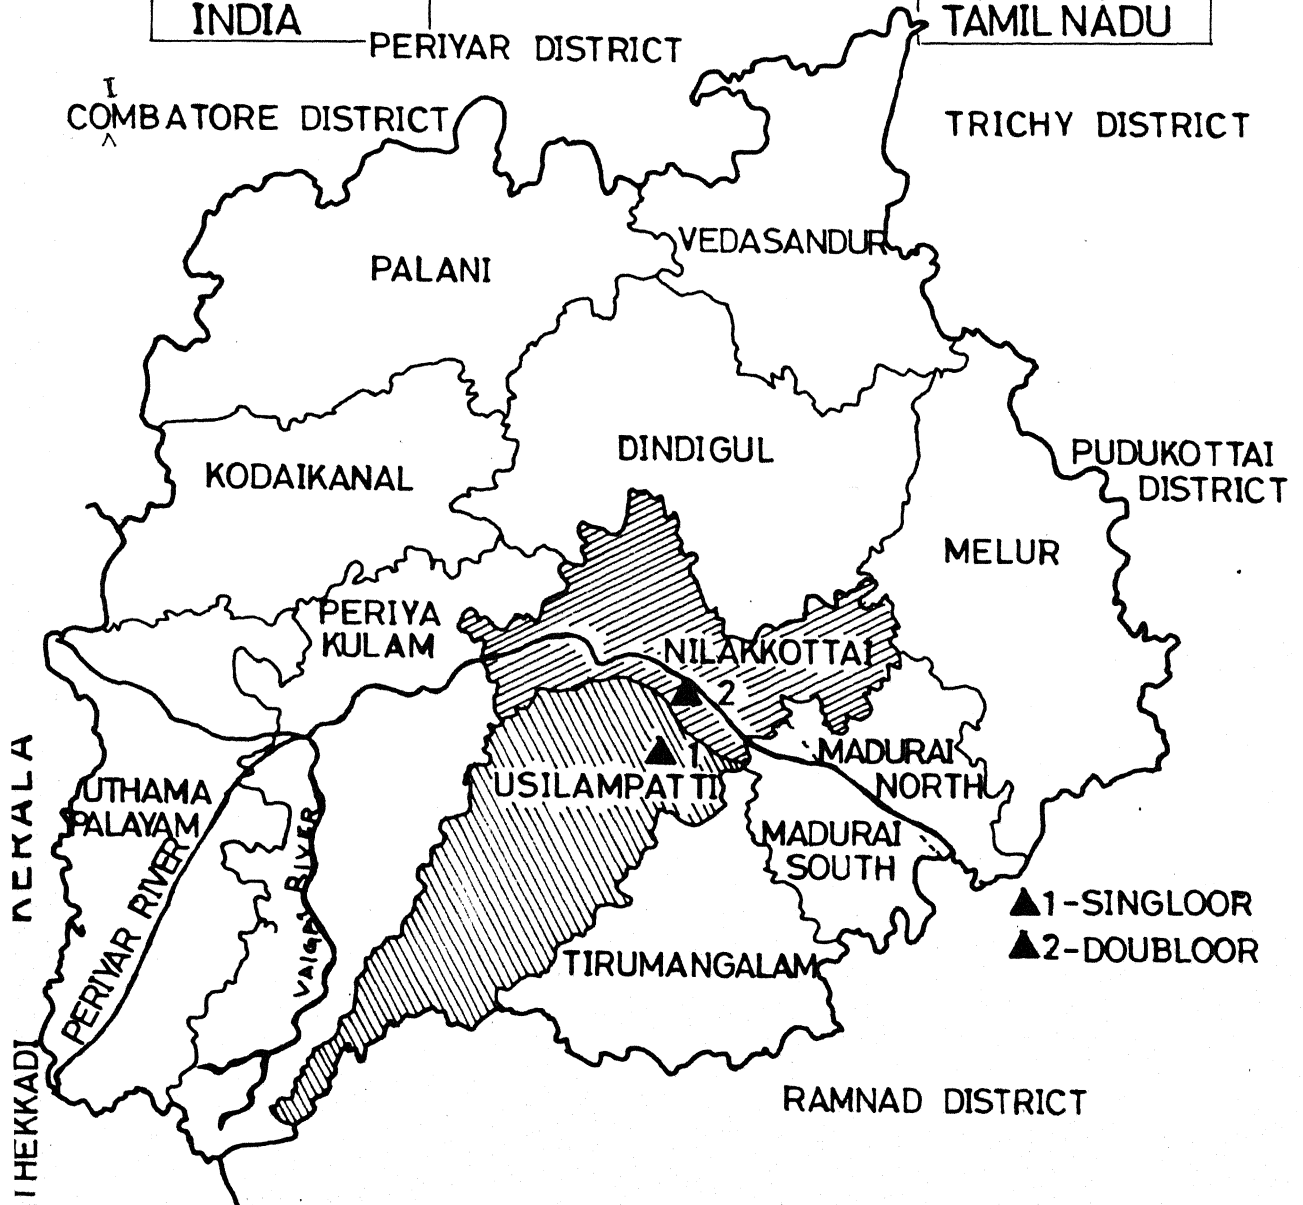 INDIA
TAMIL NADU
PERIYAR DISTRICT
I
COMBATORE DISTRICT
^
TRICHY DISTRICT
VEDASANDUR
PALANI
DINDIGUL
PUDUKOTTAI
DISTRICT
KODAIKANAL
MELUR
PERIYA
KULAM
NILAKKOTTAI
2
1
MADURAI
NORTH
KERALA
UTHAMA
PALAYAM
USILAMPATTI
MADURAI
SOUTH
PERIYAR RIVER
VAIGAI RIVER
1-SINGLOOR
2-DOUBLOOR
TIRUMANGALAM
THEKKADI
RAMNAD DISTRICT